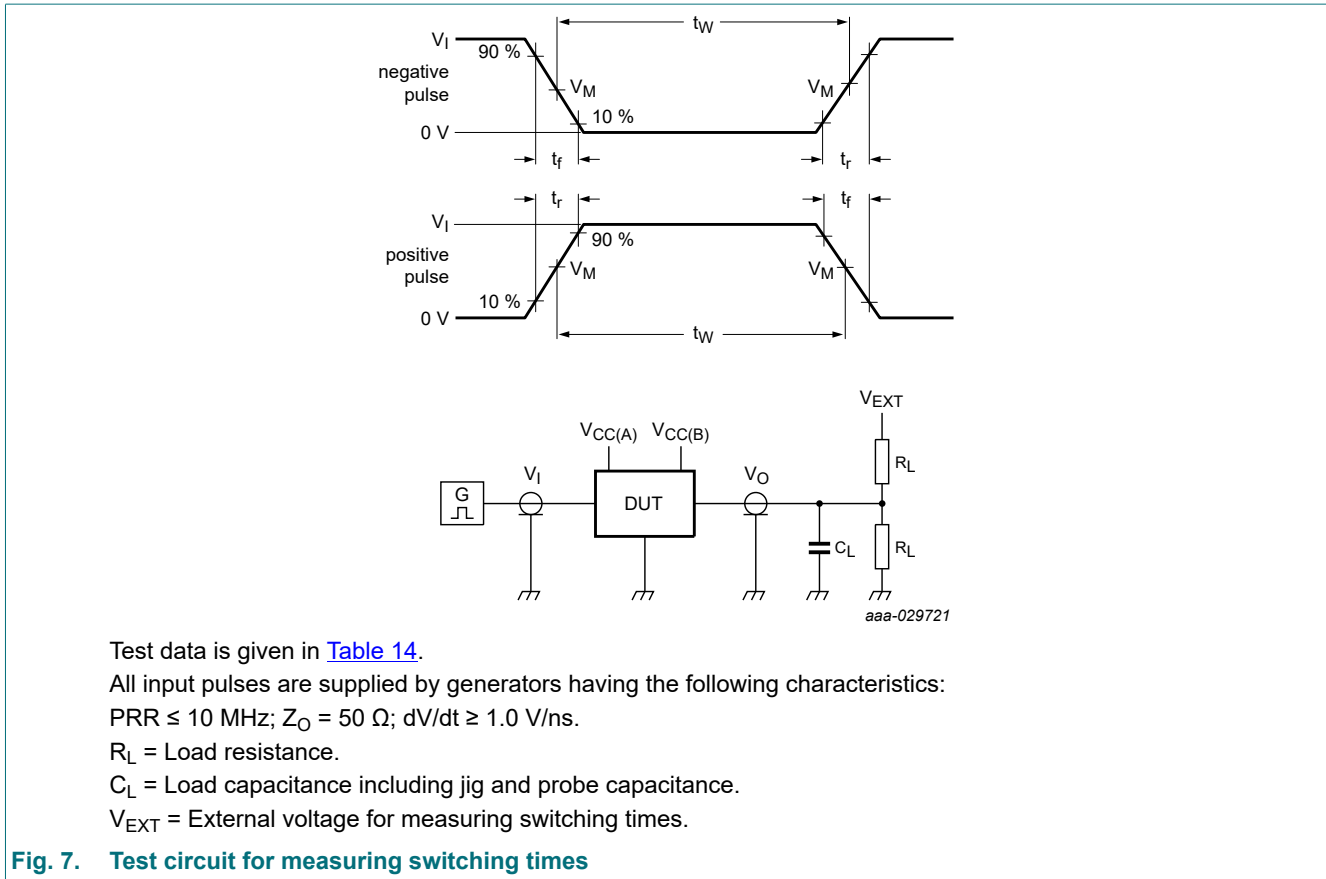 tW
VI
90 %
negative
pulse
VM
VM
10 %
0 V
tf
tr
tr
tf
VI
90 %
positive
pulse
VM
VM
10 %
0 V
tW
VEXT
VCC(A) VCC(B)
RL
VI
VO
G
DUT
CL
RL
aaa-029721
Test data is given in Table 14.
All input pulses are supplied by generators having the following characteristics:
PRR ≤ 10 MHz; ZO = 50 Ω; dV/dt ≥ 1.0 V/ns.
RL = Load resistance.
CL = Load capacitance including jig and probe capacitance.
VEXT = External voltage for measuring switching times.
Fig. 7. Test circuit for measuring switching times